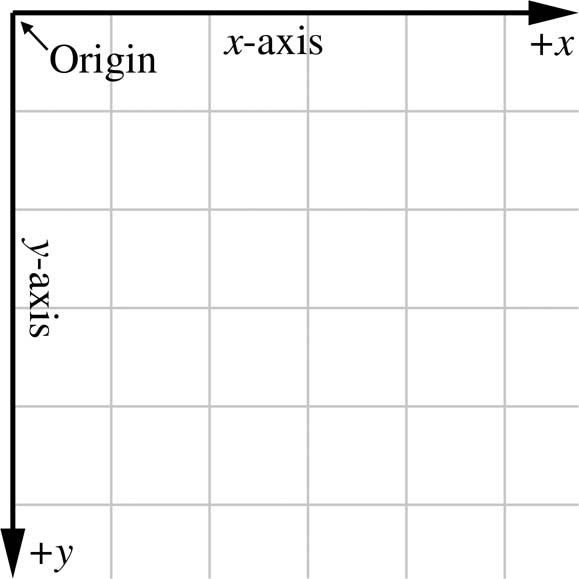 x-axis
+x
Origin
y-axis
+y